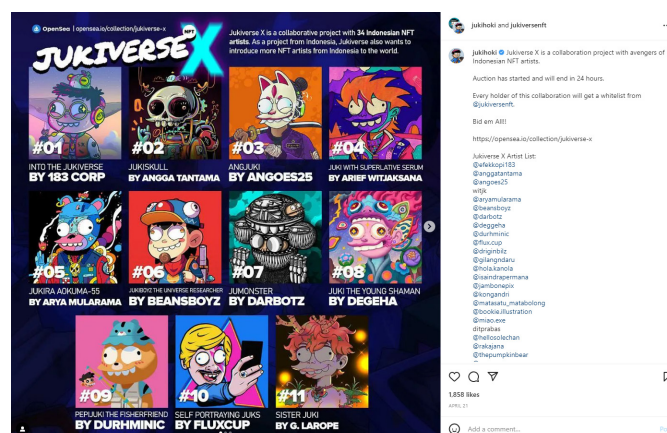 OpenSea | opensea.io/collection/jukiverse-x
JUKIVERSE X
NFT
Jukiverse X is a collaborative project with 34 Indonesian NFT
artists. As a project from Indonesia, Jukiverse also wants to
introduce more NFT artists from Indonesia to the world.
#01
INTO THE JUKIVERSE
BY 183 CORP
#02
JUKISKULL
BY ANGGA TANTAMA
#03
ANGJUKI
BY ANGOES25
#04
JUKI WITH SUPERLATIVE SERUM
BY ARIEF WITJAKSANA
#05
JUKIRA AOKUMA-55
BY ARYA MULARAMA
#06
JUKIBOYZ THE UNIVERSE RESEARCHER
BY BEANSBOYZ
#07
JUMONSTER
BY DARBOTZ
#08
JUKI THE YOUNG SHAMAN
BY DEGEHA
#09
PEPIJUKI THE FISHERFRIEND
BY DURHMINIC
#10
SELF PORTRAYING JUKS
BY FLUXCUP
#11
SISTER JUKI
BY G. LAROPE
jukihoki and jukiversenft
jukihoki Jukiverse X is a collaboration project with avengers of
Indonesian NFT artists.
Auction has started and will end in 24 hours.
Every holder of this collaboration will get a whitelist from
@jukiversenft.
Bid em All!!
https://opensea.io/collection/jukiverse-x
Jukiverse X Artist List:
@efekkopi183
@anggatantama
@angoes25
witjk
@aryamularama
@beansboyz
@darbotz
@deggeha
@durhminic
@flux.cup
@driginbilz
@gilangndaru
@hola.kanola
@isaindrapermana
@jambonepix
@kongandri
@matasatu_matabolong
@bookie.illustration
@miao.exe
ditprabas
@hellosolechan
@rakajana
@thepumpkinbear
1.858 likes
APRIL 21
Add a comment...